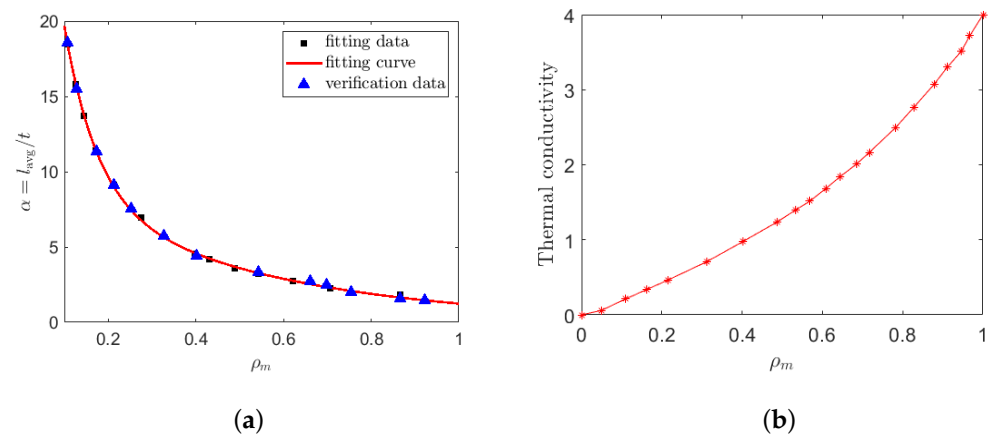 20
15
10
5
0
α = l_avg/t
fitting data
fitting curve
verification data
0.2
0.4
0.6
0.8
1
ρ_m
(a)
4
3
2
1
0
Thermal conductivity
0
0.2
0.4
0.6
0.8
1
ρ_m
(b)